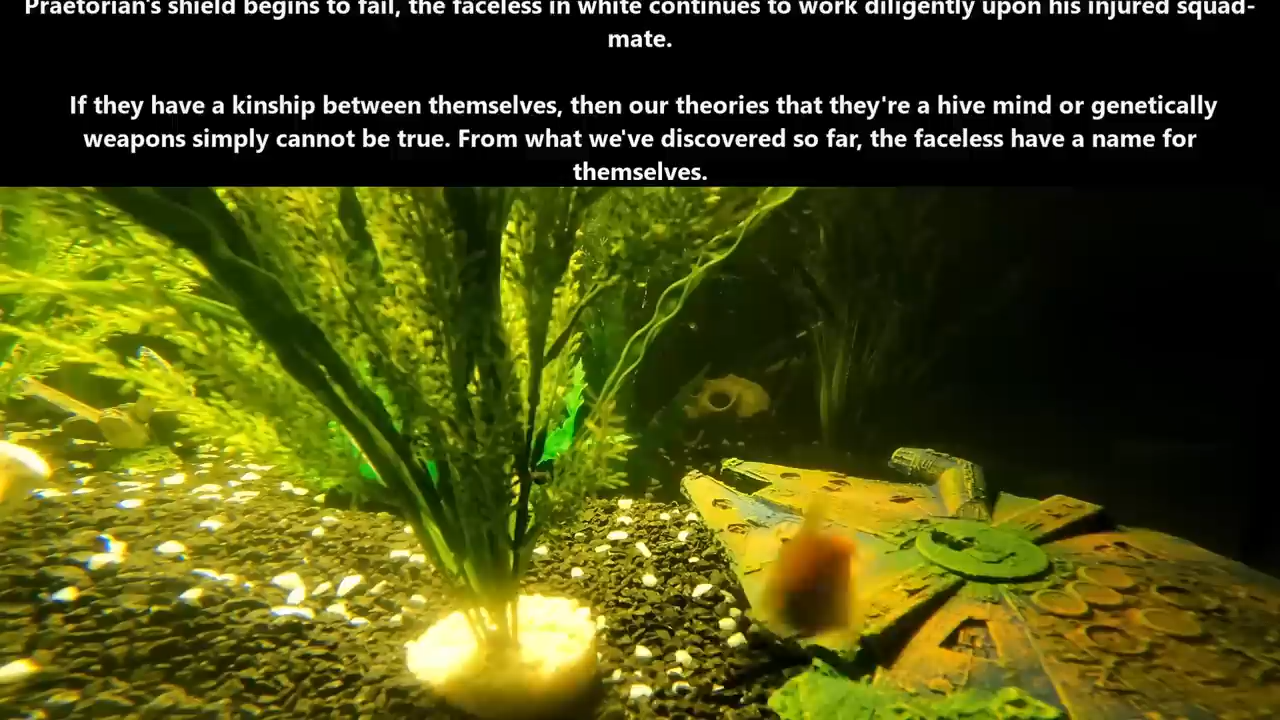 Praetorian's shield begins to fail, the faceless in white continues to work diligently upon his injured squad-
mate.
If they have a kinship between themselves, then our theories that they're a hive mind or genetically
weapons simply cannot be true. From what we've discovered so far, the faceless have a name for
themselves.